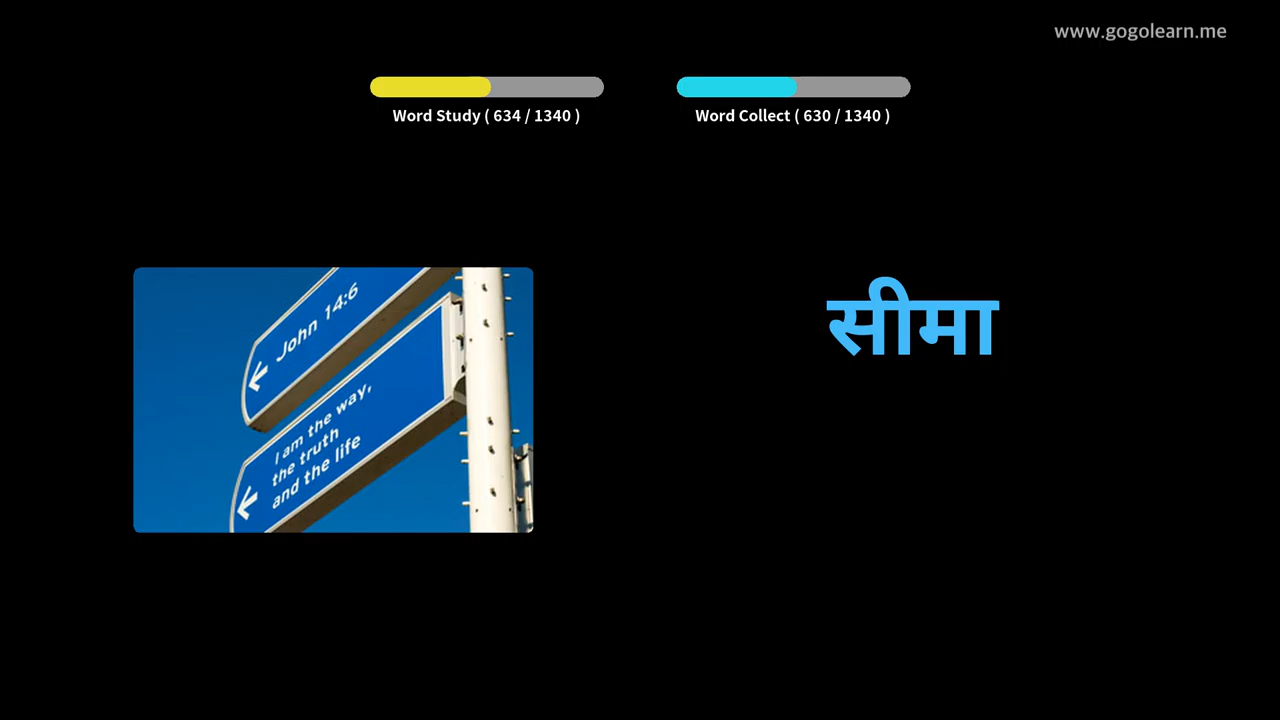 www.gogolearn.me
Word Study ( 634 / 1340 )
Word Collect ( 630 / 1340 )
John 14:6
I am the way,
the truth
and the life
सीमा